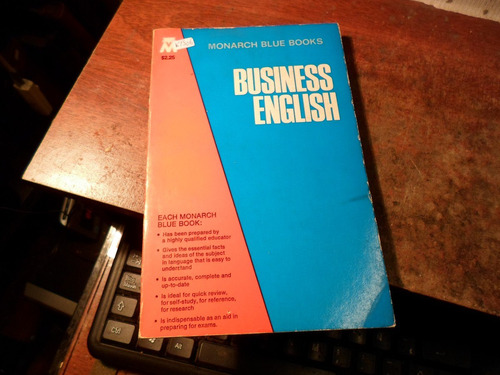 M
$2.25
MONARCH BLUE BOOKS
BUSINESS
ENGLISH
EACH MONARCH
BLUE BOOK:
• Has been prepared by
a highly qualified educator
• Gives the essential facts
and ideas of the subject
in language that is easy to
understand
• Is accurate, complete and
up-to-date
• Is ideal for quick review,
for self-study, for reference,
for research
• Is indispensable as an aid in
preparing for exams.
Ctrl
Alt